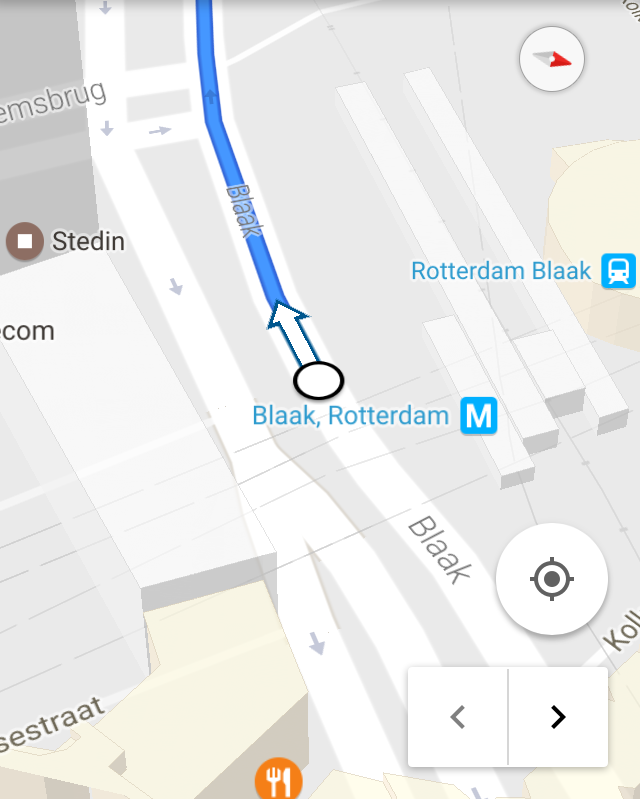 emsbrug
Blaak
Stedin
Rotterdam Blaak
ecom
Blaak, Rotterdam
M
Blaak
Koll
sestraat